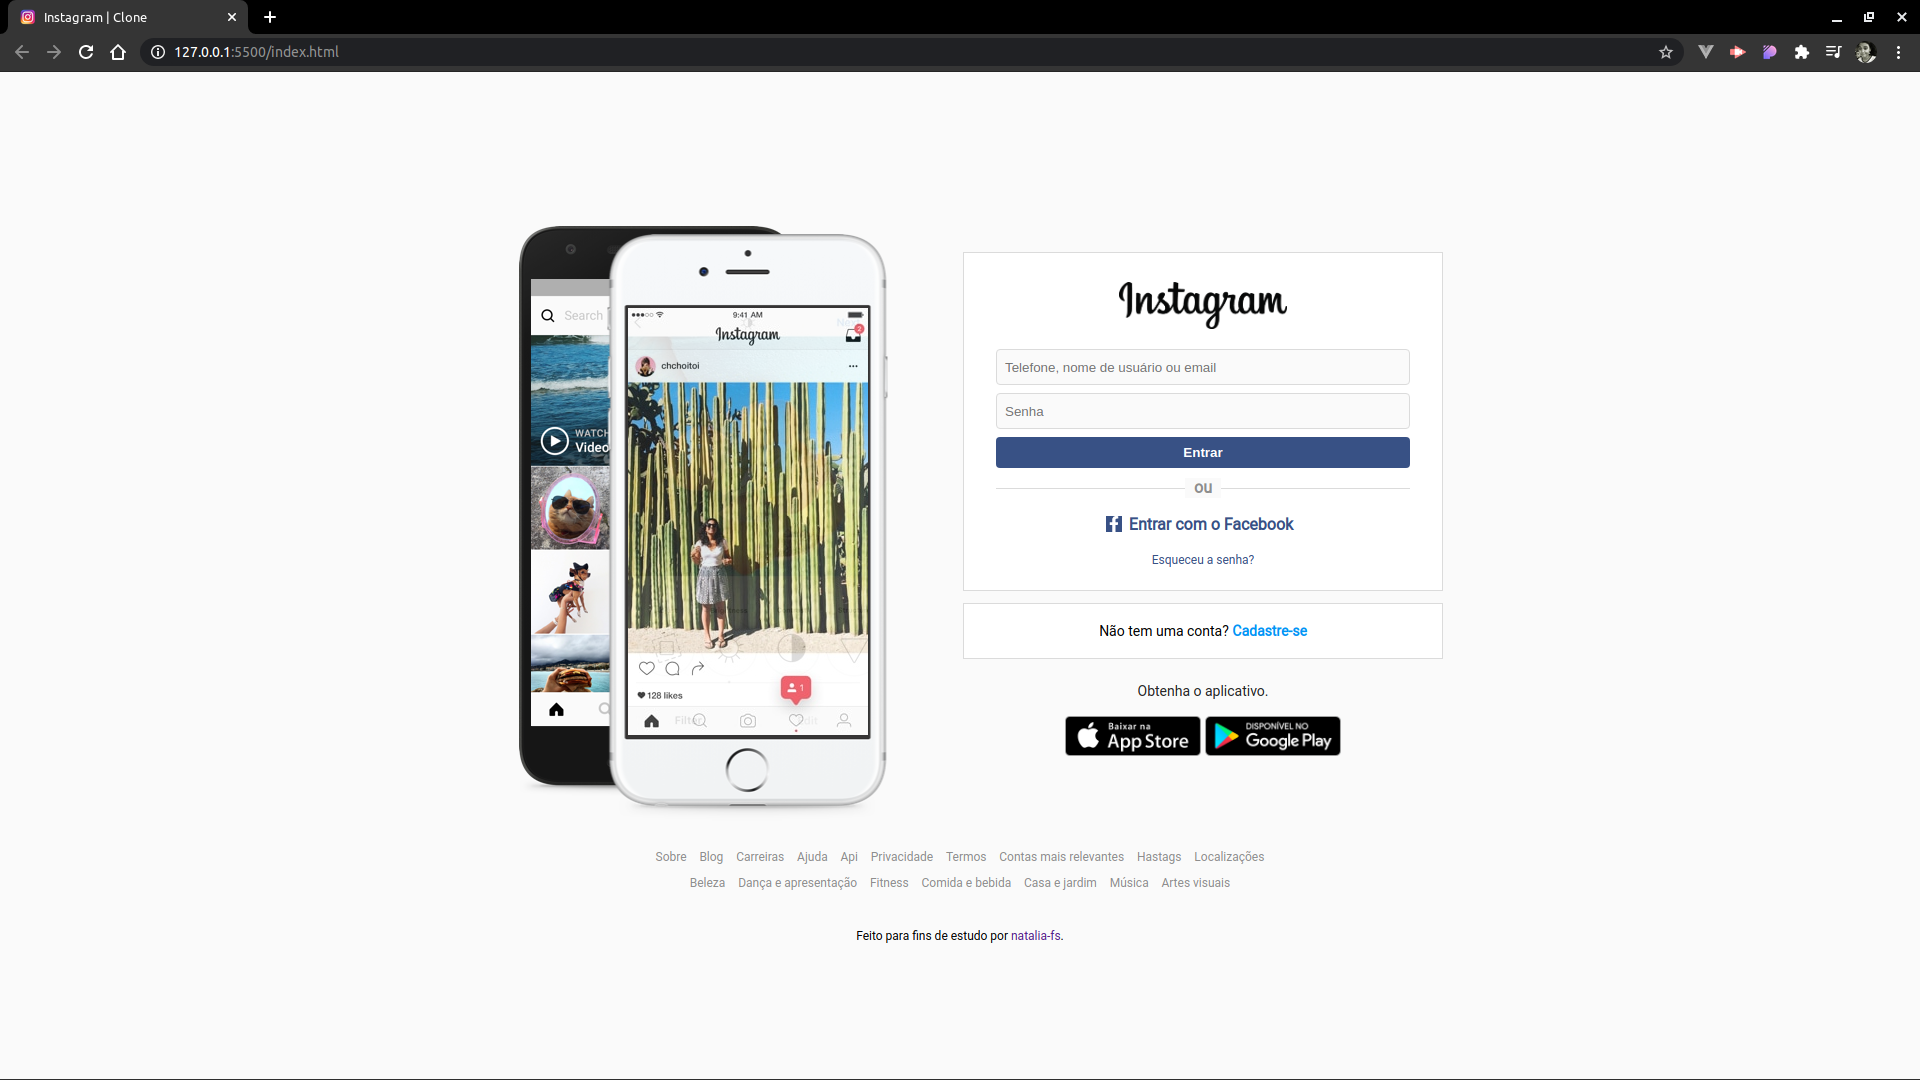 Instagram | Clone
127.0.0.1:5500/index.html
Search
WATCH
Video
9:41 AM
Instagram
2
chchoitoi
128 likes
1
Filter
Instagram
Telefone, nome de usuário ou email
Senha
Entrar
ou
Entrar com o Facebook
Esqueceu a senha?
Não tem uma conta? Cadastre-se
Obtenha o aplicativo.
Baixar na
App Store
DISPONÍVEL NO
Google Play
Sobre Blog Carreiras Ajuda Api Privacidade Termos Contas mais relevantes Hastags Localizações
Beleza Dança e apresentação Fitness Comida e bebida Casa e jardim Música Artes visuais
Feito para fins de estudo por natalia-fs.